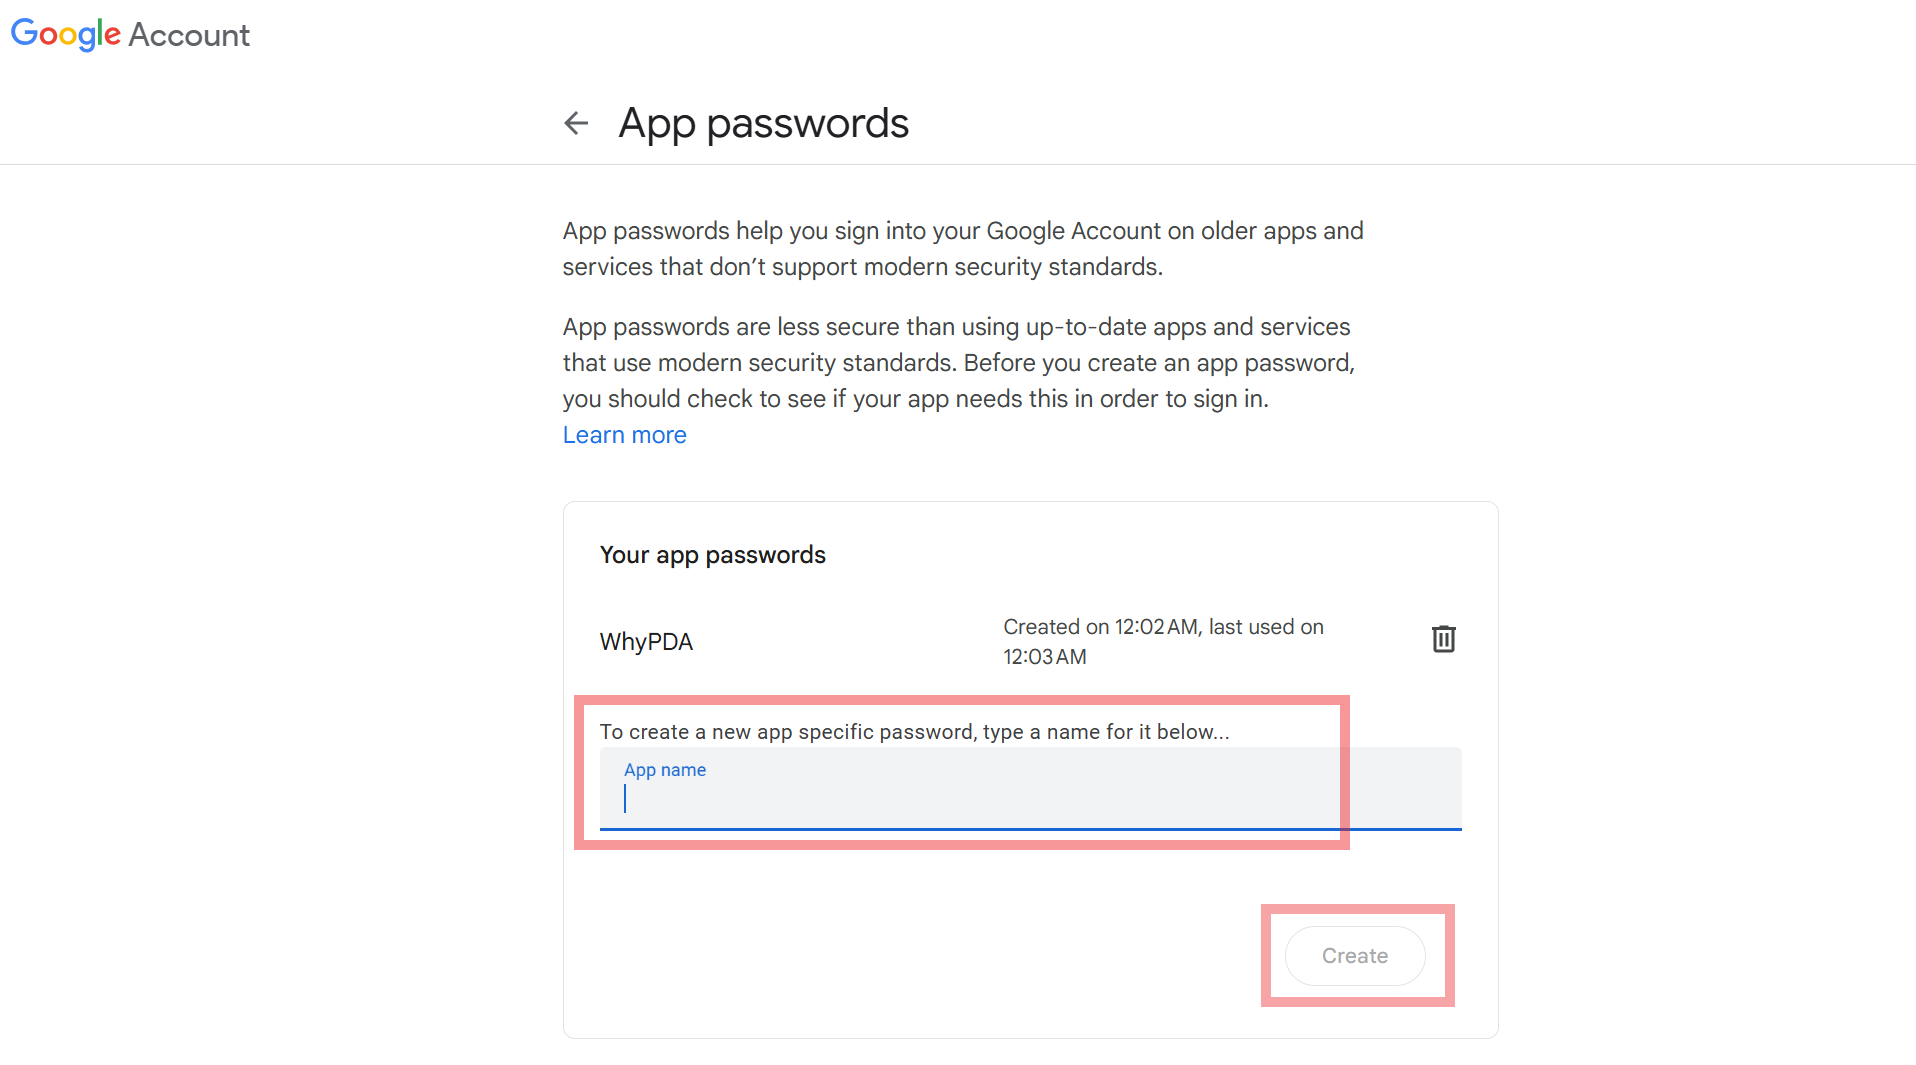 Google Account
App passwords
App passwords help you sign into your Google Account on older apps and
services that don’t support modern security standards.
App passwords are less secure than using up-to-date apps and services
that use modern security standards. Before you create an app password,
you should check to see if your app needs this in order to sign in.
Learn more
Your app passwords
WhyPDA
Created on 12:02 AM, last used on
12:03 AM
To create a new app specific password, type a name for it below...
App name
Create